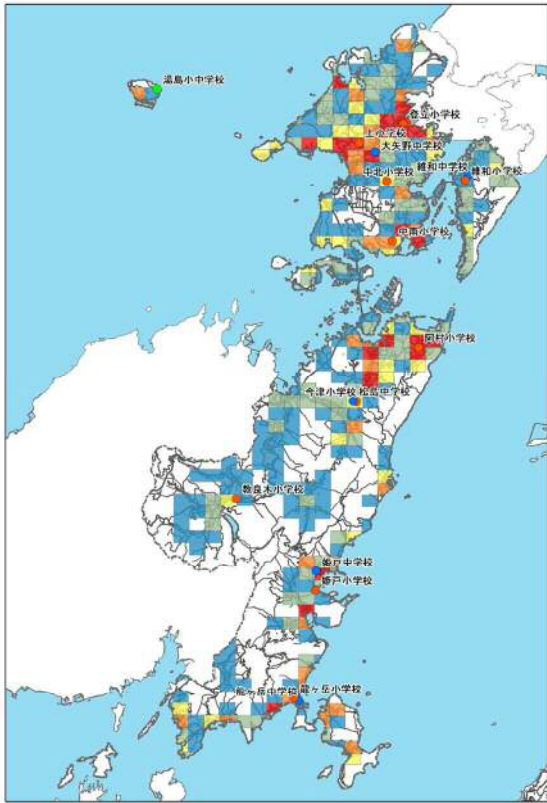 湯島小中学校
登立小学校
上小学校
大矢野中学校
維和中学校
維和小学校
中北小学校
中南小学校
阿村小学校
今津小学校
松島中学校
教良木小学校
姫戸中学校
姫戸小学校
龍ヶ岳中学校
龍ヶ岳小学校